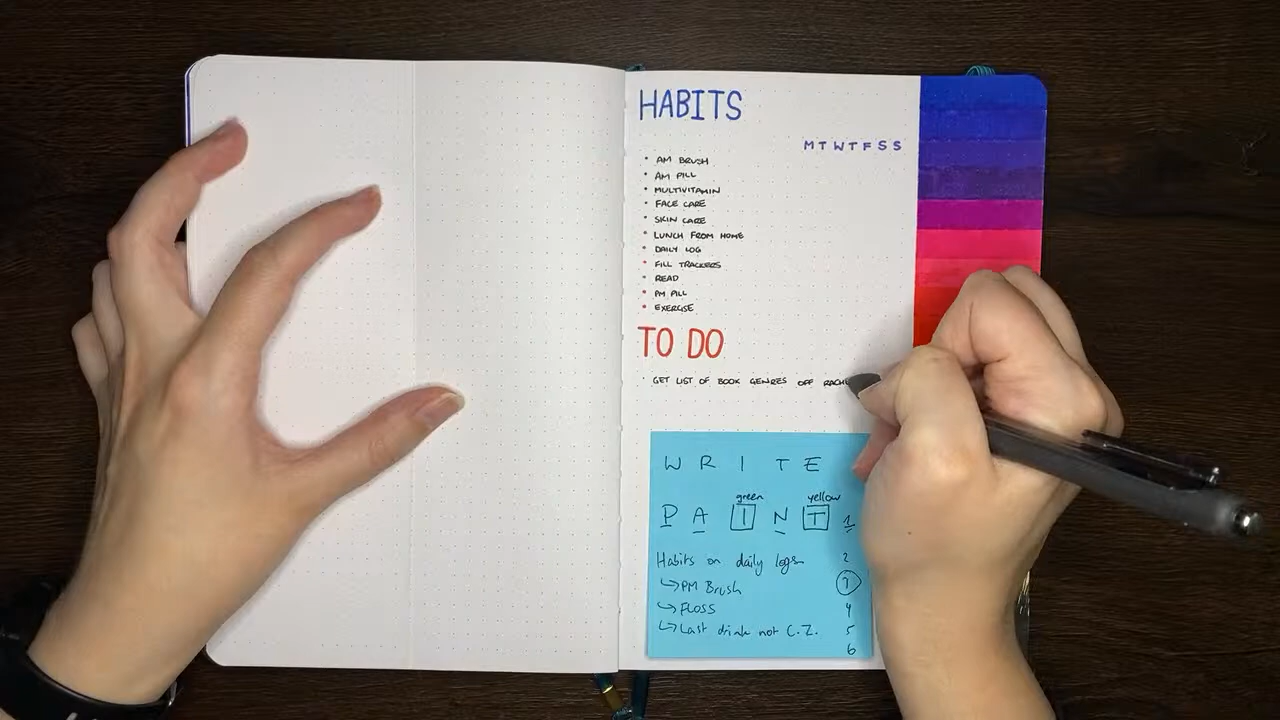 HABITS
M T W T F S S
• AM BRUSH
• AM PILL
• MULTIVITAMIN
• FACE CARE
• SKIN CARE
• LUNCH FROM HOME
• DAILY LOG
• FILL TRACKERS
• READ
• PM PILL
• EXERCISE
TO DO
• GET LIST OF BOOK GENRES OFF
W R I T E
green yellow
P A I N T 1
Habits on daily logs 2
↳ PM Brush 3
↳ FLOSS 4
↳ Last drink not C.Z. 5
6